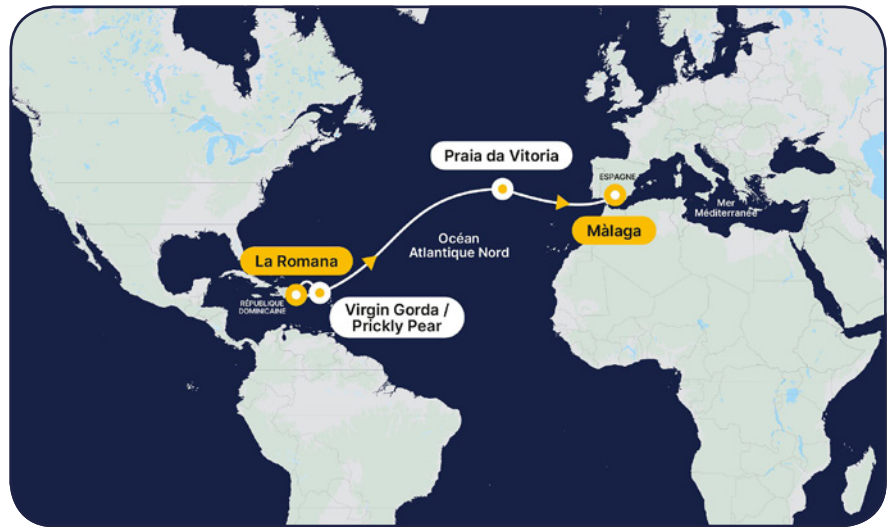 Praia da Vitoria
ESPAGNE
Mer
Méditerranée
Màlaga
Océan
Atlantique Nord
La Romana
RÉPUBLIQUE
DOMINICAINE
Virgin Gorda /
Prickly Pear